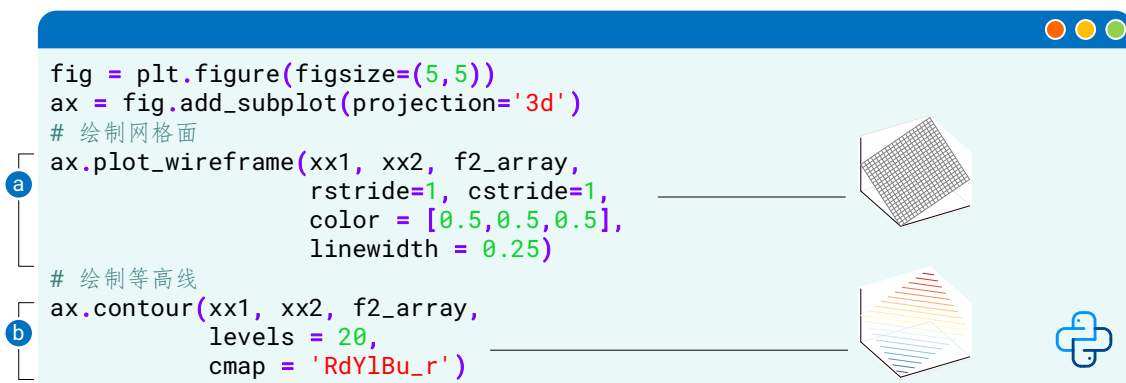 fig = plt.figure(figsize=(5,5))
ax = fig.add_subplot(projection='3d')
# 绘制网格面
a
ax.plot_wireframe(xx1, xx2, f2_array,
rstride=1, cstride=1,
color = [0.5,0.5,0.5],
linewidth = 0.25)
# 绘制等高线
b
ax.contour(xx1, xx2, f2_array,
levels = 20,
cmap = 'RdYlBu_r')